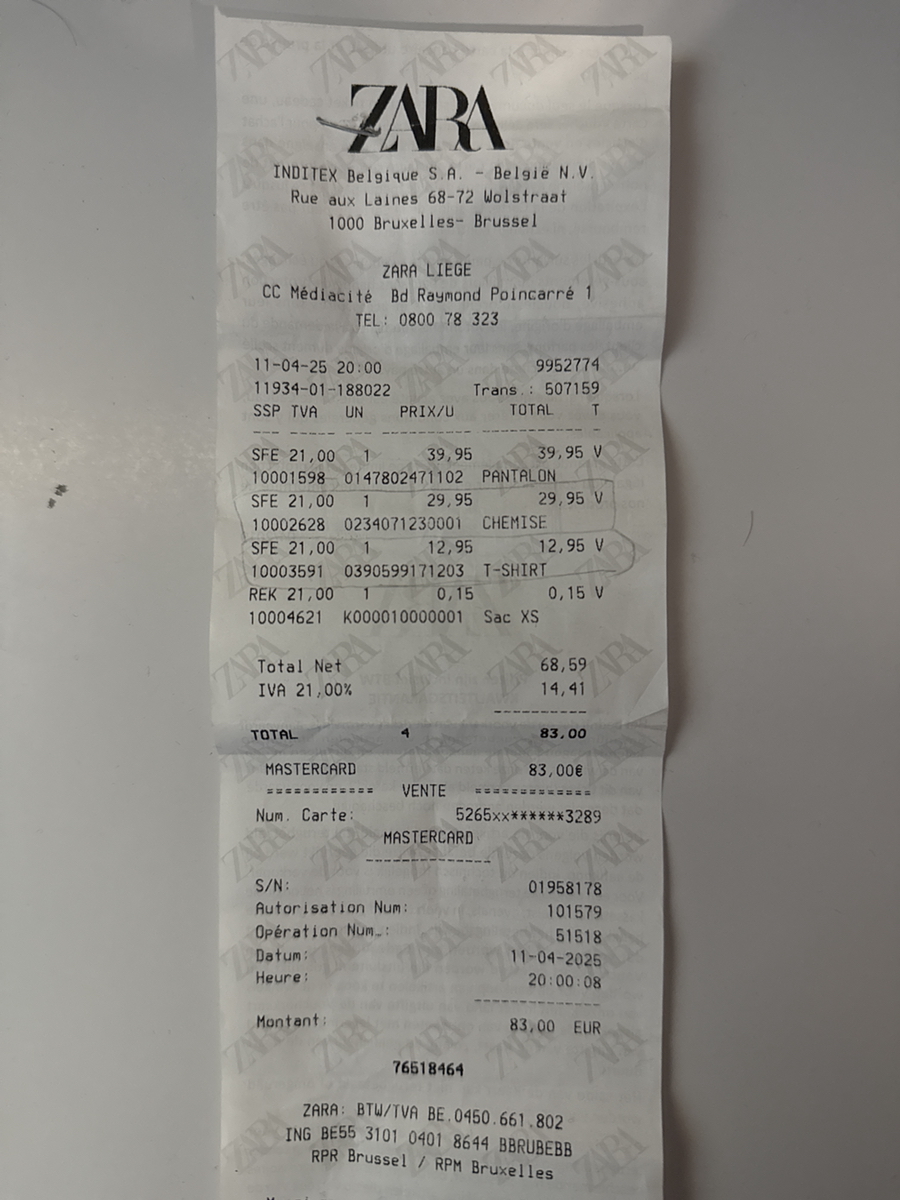 ZARA
INDITEX Belgique S.A. - België N.V.
Rue aux Laines 68-72 Wolstraat
1000 Bruxelles- Brussel
ZARA LIEGE
CC Médiacité Bd Raymond Poincarré 1
TEL: 0800 78 323
11-04-25 20:00 9952774
11934-01-188022 Trans.: 507159
SSP TVA UN PRIX/U TOTAL T
--- ----- --- -------- ---------- -
SFE 21,00 1 39,95 39,95 V
10001598 0147802471102 PANTALON
SFE 21,00 1 29,95 29,95 V
10002628 0234071230001 CHEMISE
SFE 21,00 1 12,95 12,95 V
10003591 0390599171203 T-SHIRT
REK 21,00 1 0,15 0,15 V
10004621 K000010000001 Sac XS
Total Net 68,59
IVA 21,00% 14,41
----------
TOTAL 4 83.00
MASTERCARD 83,00€
============ VENTE =============
Num. Carte: 5265xx******3289
MASTERCARD
--------------
S/N: 01958178
Autorisation Num: 101579
Opération Num.: 51518
Datum: 11-04-2025
Heure: 20:00:08
--------------
Montant: 83,00 EUR
76518464
ZARA: BTW/TVA BE.0450.661.802
ING BE55 3101 0401 8644 BBRUBEBB
RPR Brussel / RPM Bruxelles